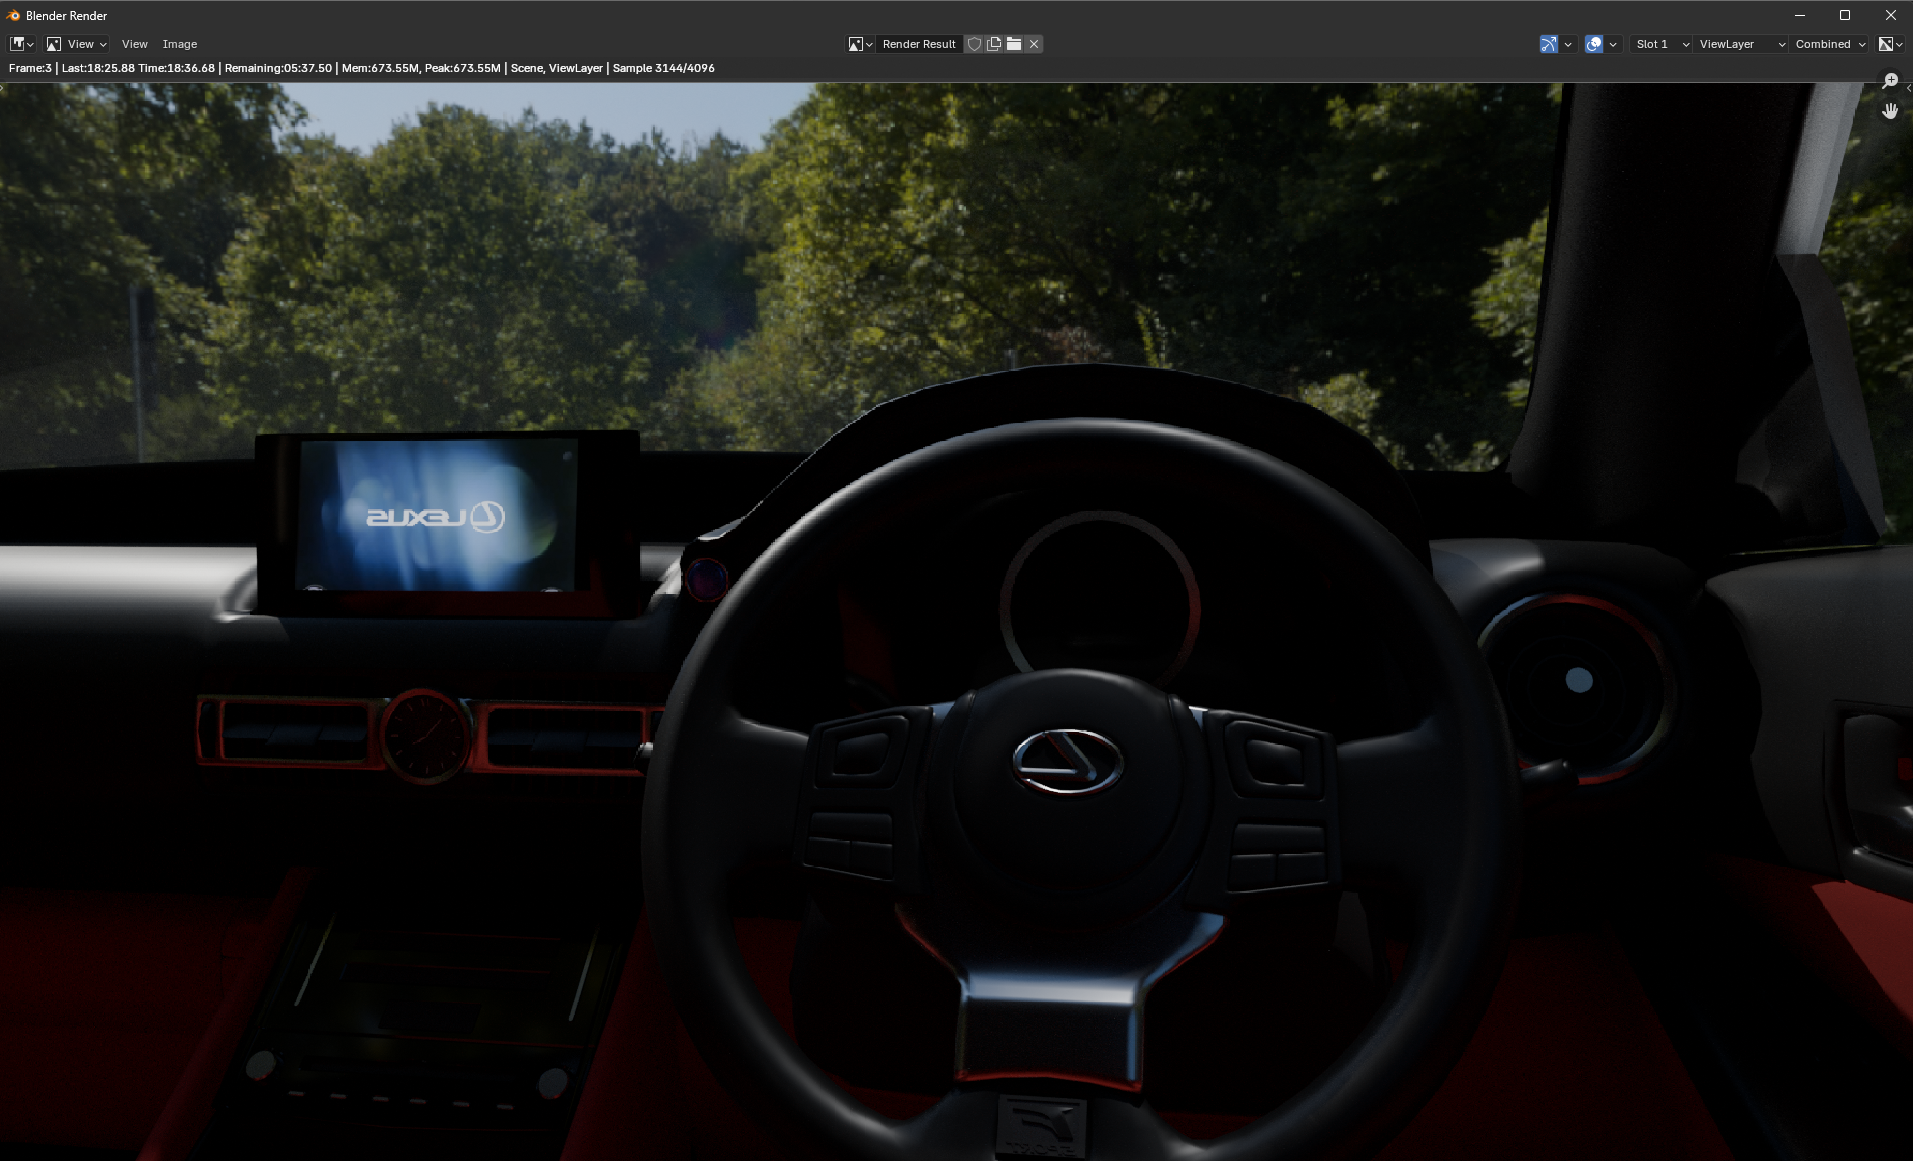 Blender Render
View View Image Render Result Slot 1 ViewLayer Combined
Frame:3 | Last:18:25.88 Time:18:36.68 | Remaining:05:37.50 | Mem:673.55M, Peak:673.55M | Scene, ViewLayer | Sample 3144/4096
LEXUS
F SPORT